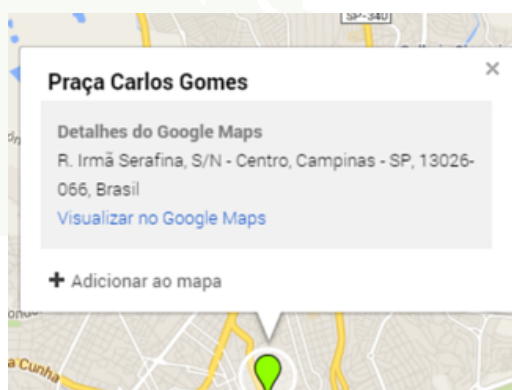 SP-340
Praça Carlos Gomes
×
Detalhes do Google Maps
R. Irmã Serafina, S/N - Centro, Campinas - SP, 13026-
066, Brasil
Visualizar no Google Maps
+ Adicionar ao mapa
a Cunha